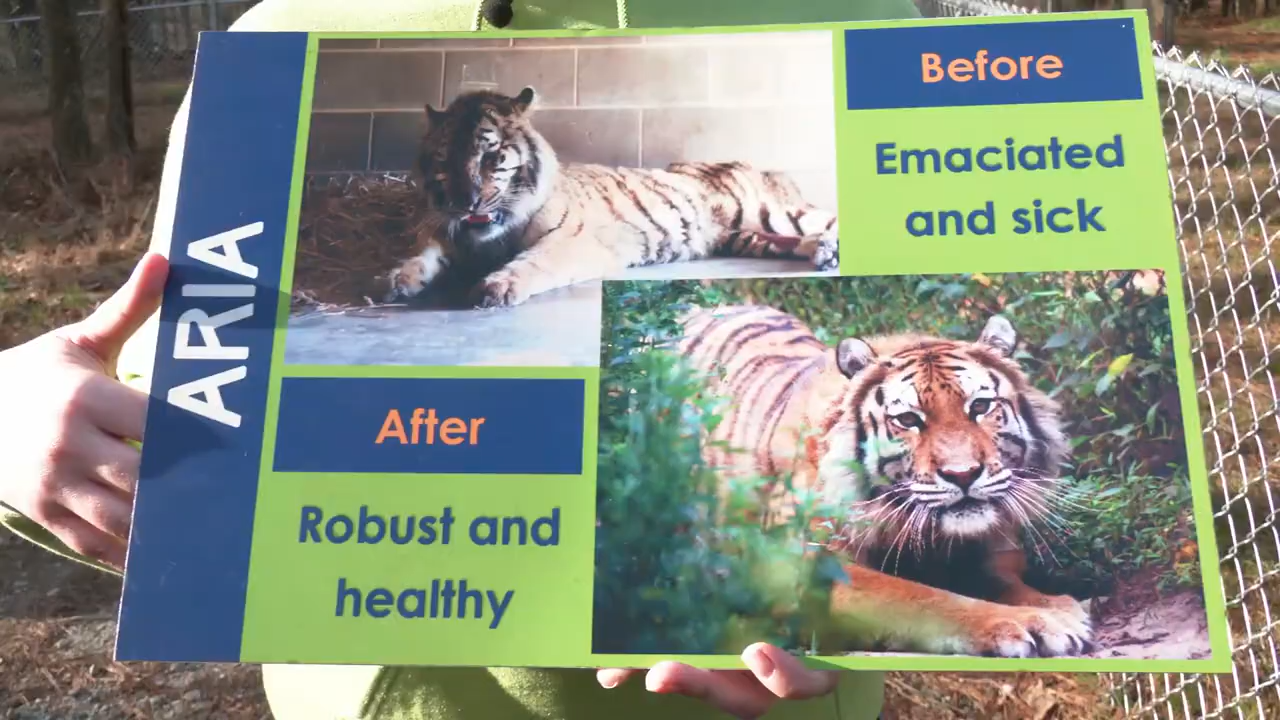 ARIA
Before
Emaciated
and sick
After
Robust and
healthy